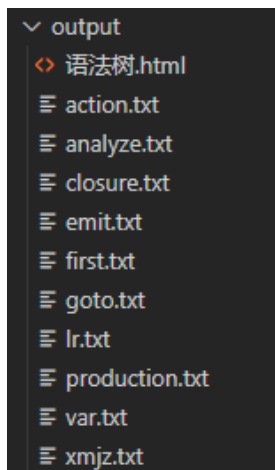 output
语法树.html
action.txt
analyze.txt
closure.txt
emit.txt
first.txt
goto.txt
lr.txt
production.txt
var.txt
xmjz.txt